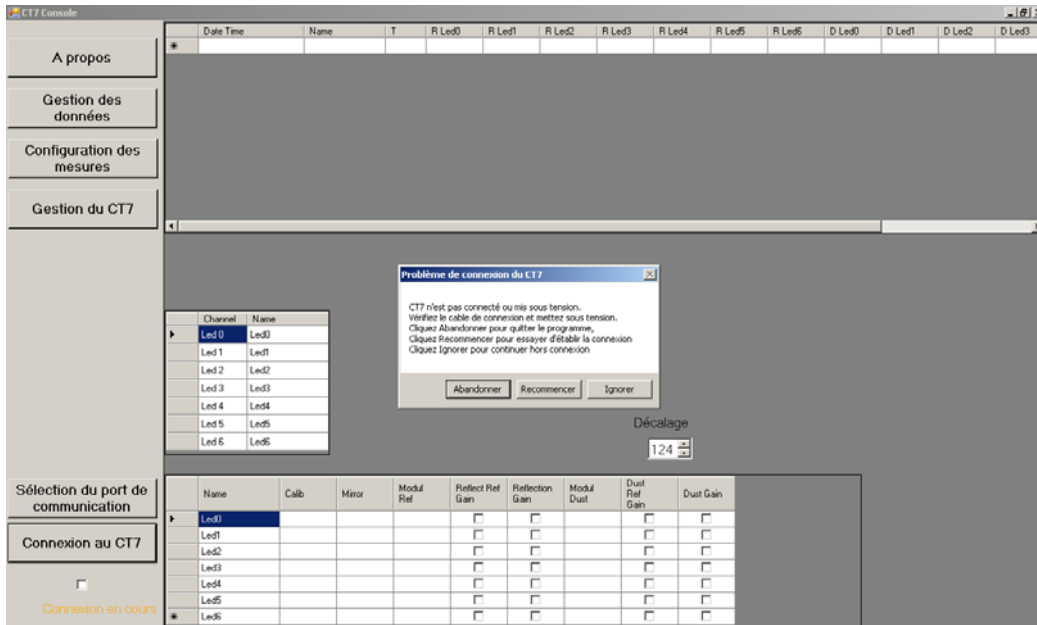 CT7 Console
Date Time Name T R Led0 R Led1 R Led2 R Led3 R Led4 R Led5 R Led6 D Led0 D Led1 D Led2 D Led3
A propos
Gestion des
données
Configuration des
mesures
Gestion du CT7
Problème de connexion du CT7
CT7 n'est pas connecté ou mis sous tension.
Vérifiez le cable de connexion et mettez sous tension.
Cliquez Abandonner pour quitter le programme,
Cliquez Recommencer pour essayer d'établir la connexion
Cliquez Ignorer pour continuer hors connexion
Abandonner Recommencer Ignorer
Channel Name
Led 0 Led0
Led 1 Led1
Led 2 Led2
Led 3 Led3
Led 4 Led4
Led 5 Led5
Led 6 Led6
Décalage
124
Sélection du port de
communication
Connexion au CT7
Connexion en cours
Name Calib Mirror Modul Ref Reflect Ref Gain Reflection Gain Modul Dust Dust Ref Gain Dust Gain
Led0
Led1
Led2
Led3
Led4
Led5
Led6